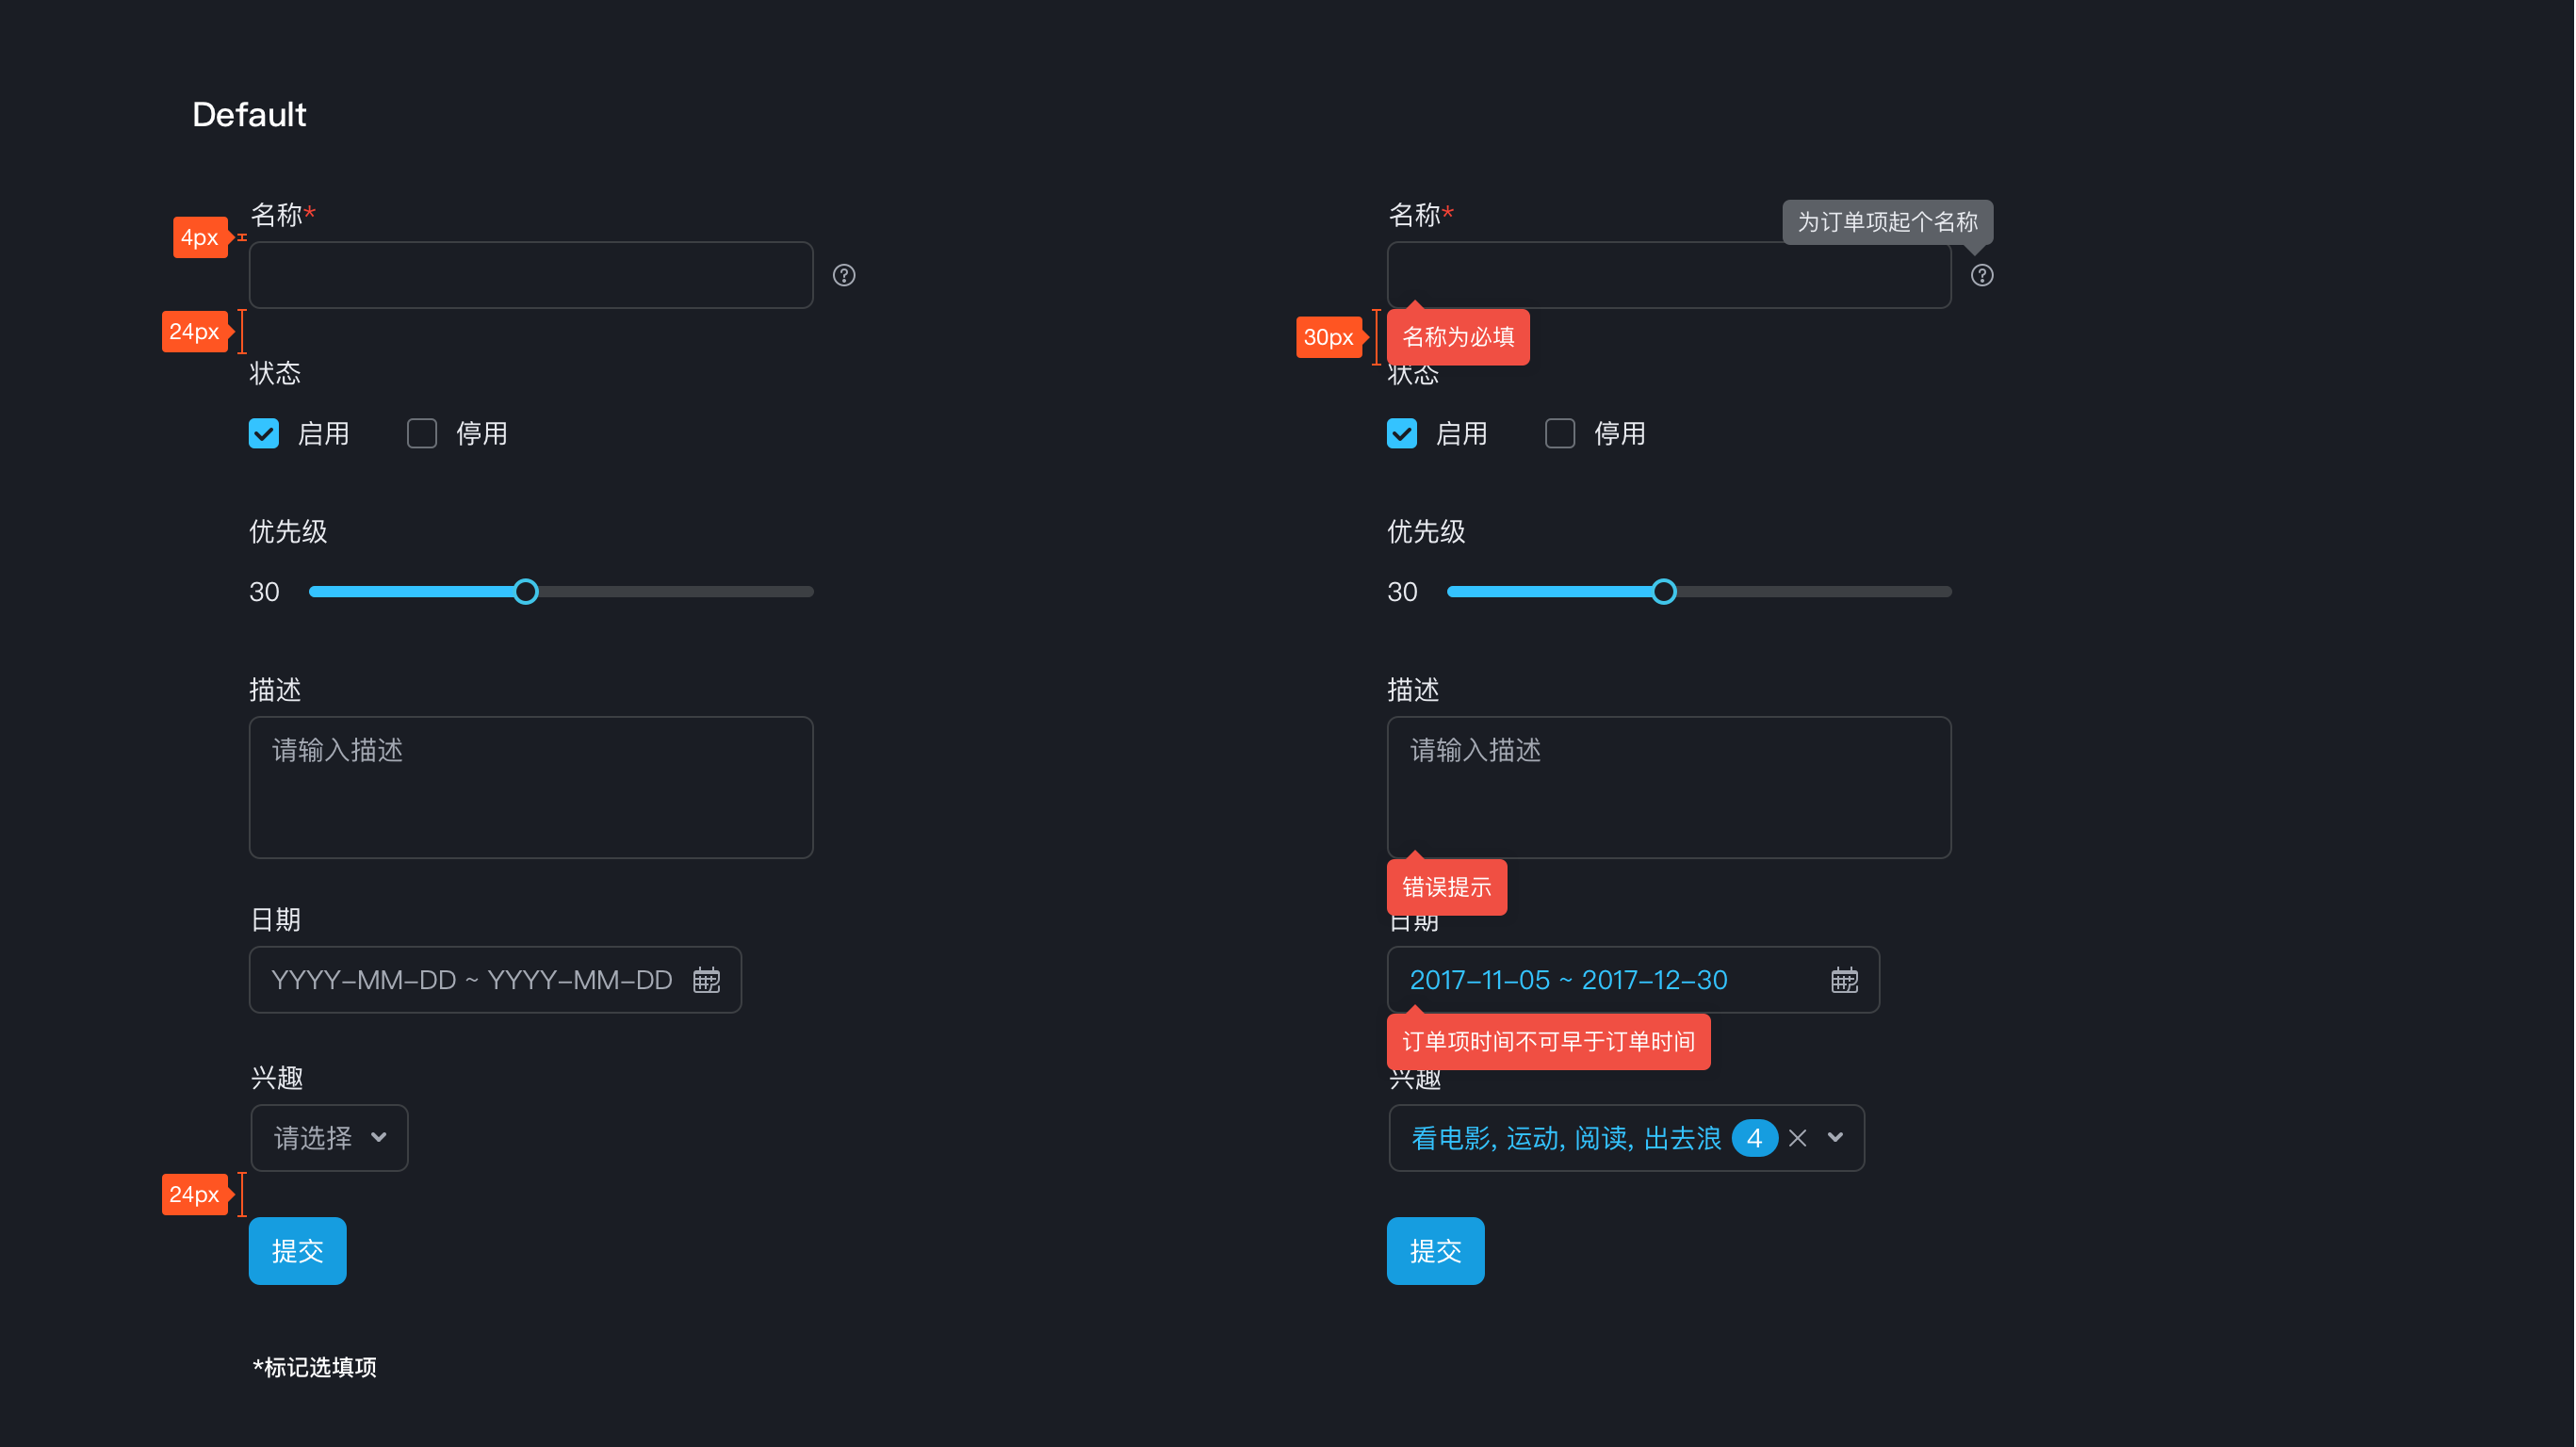 Default
名称*
4px
24px
状态
启用 停用
优先级
30
描述
请输入描述
日期
YYYY-MM-DD ~ YYYY-MM-DD
兴趣
请选择
24px
提交
*标记选填项
名称*
为订单项起个名称
30px
名称为必填
状态
启用 停用
优先级
30
描述
请输入描述
错误提示
日期
2017-11-05 ~ 2017-12-30
订单项时间不可早于订单时间
兴趣
看电影, 运动, 阅读, 出去浪 4
提交